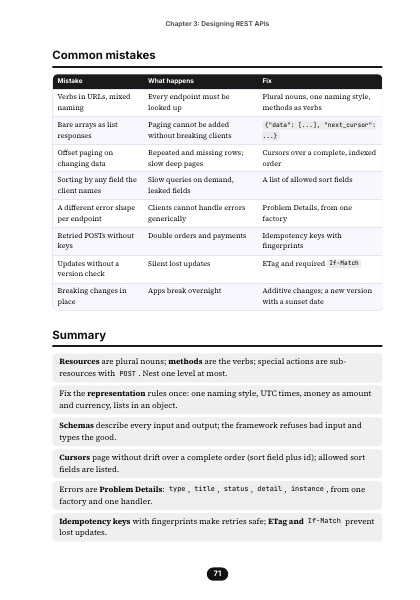 Chapter 3: Designing REST APIs
Common mistakes
Mistake What happens Fix
Verbs in URLs, mixed naming Every endpoint must be looked up Plural nouns, one naming style, methods as verbs
Bare arrays as list responses Paging cannot be added without breaking clients {"data": [...], "next_cursor": ...}
Offset paging on changing data Repeated and missing rows; slow deep pages Cursors over a complete, indexed order
Sorting by any field the client names Slow queries on demand, leaked fields A list of allowed sort fields
A different error shape per endpoint Clients cannot handle errors generically Problem Details, from one factory
Retried POSTs without keys Double orders and payments Idempotency keys with fingerprints
Updates without a version check Silent lost updates ETag and required If-Match
Breaking changes in place Apps break overnight Additive changes; a new version with a sunset date
Summary
Resources are plural nouns; methods are the verbs; special actions are sub-
resources with POST. Nest one level at most.
Fix the representation rules once: one naming style, UTC times, money as amount
and currency, lists in an object.
Schemas describe every input and output; the framework refuses bad input and
types the good.
Cursors page without drift over a complete order (sort field plus id); allowed sort
fields are listed.
Errors are Problem Details: type, title, status, detail, instance, from one
factory and one handler.
Idempotency keys with fingerprints make retries safe; ETag and If-Match prevent
lost updates.
71